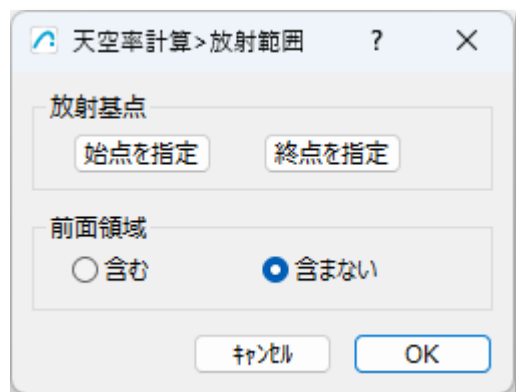 天空率計算>放射範囲 ? ×
放射基点
始点を指定 終点を指定
前面領域
含む 含まない
ｷｬﾝｾﾙ OK